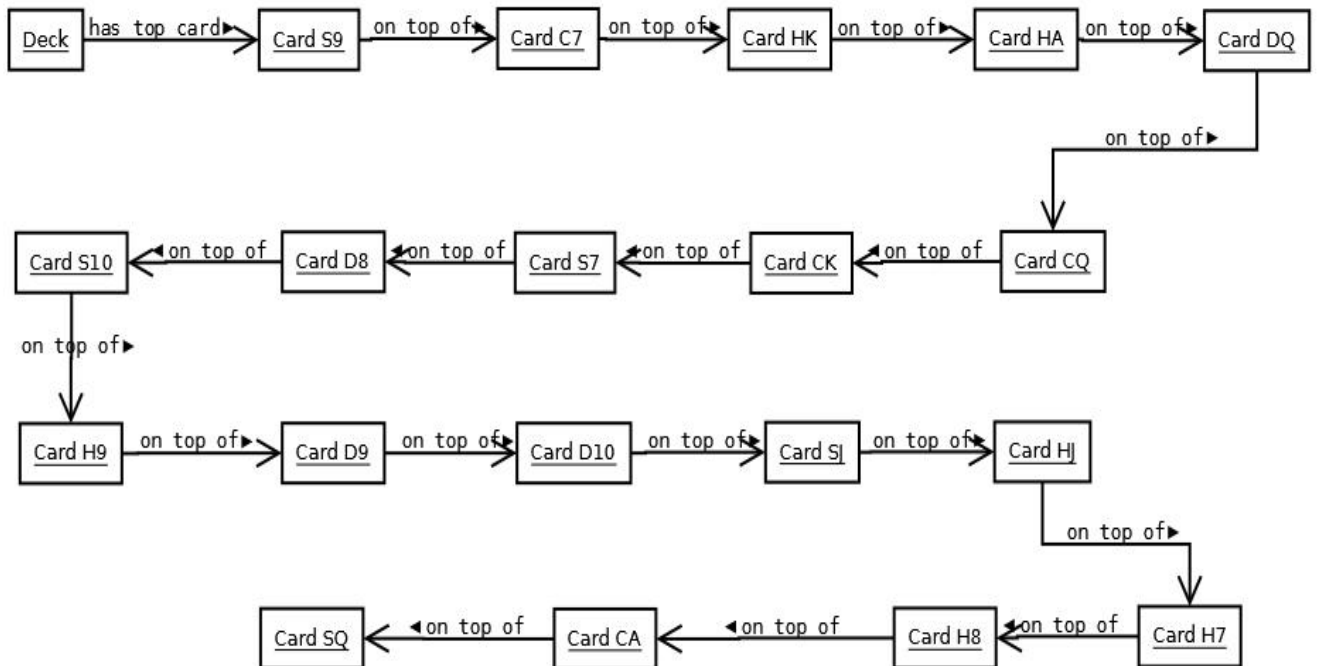 Deck has top card▶ Card S9 on top of▶ Card C7 on top of▶ Card HK on top of▶ Card HA on top of▶ Card DQ
on top of▶
Card S10 ◀on top of Card D8 ◀on top of Card S7 ◀on top of Card CK ◀on top of Card CQ
on top of▶
Card H9 on top of▶ Card D9 on top of▶ Card D10 on top of▶ Card SJ on top of▶ Card HJ
on top of▶
Card SQ ◀on top of Card CA ◀on top of Card H8 ◀on top of Card H7